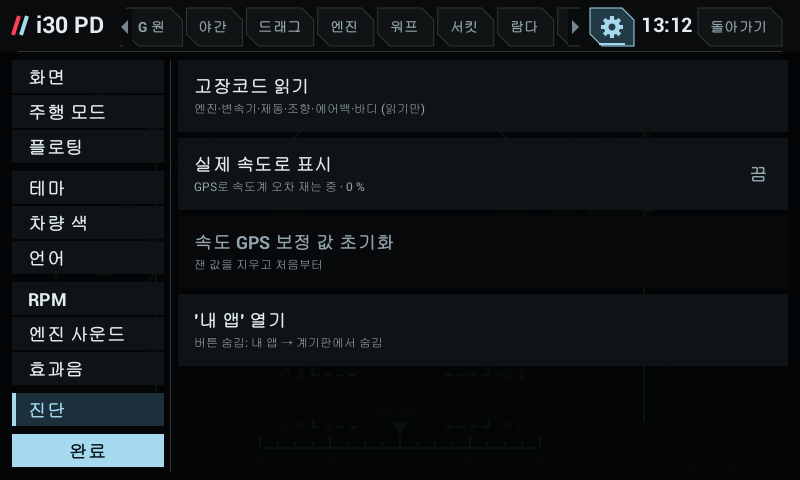 i30 PD
G 원
야간
드래그
엔진
워프
서킷
람다
13:12
돌아가기
화면
주행 모드
플로팅
테마
차량 색
언어
RPM
엔진 사운드
효과음
진단
완료
고장코드 읽기
엔진·변속기·제동·조향·에어백·바디 (읽기만)
실제 속도로 표시
GPS로 속도계 오차 재는 중 · 0 %
끔
속도 GPS 보정 값 초기화
잰 값을 지우고 처음부터
'내 앱' 열기
버튼 숨김: 내 앱 → 계기판에서 숨김